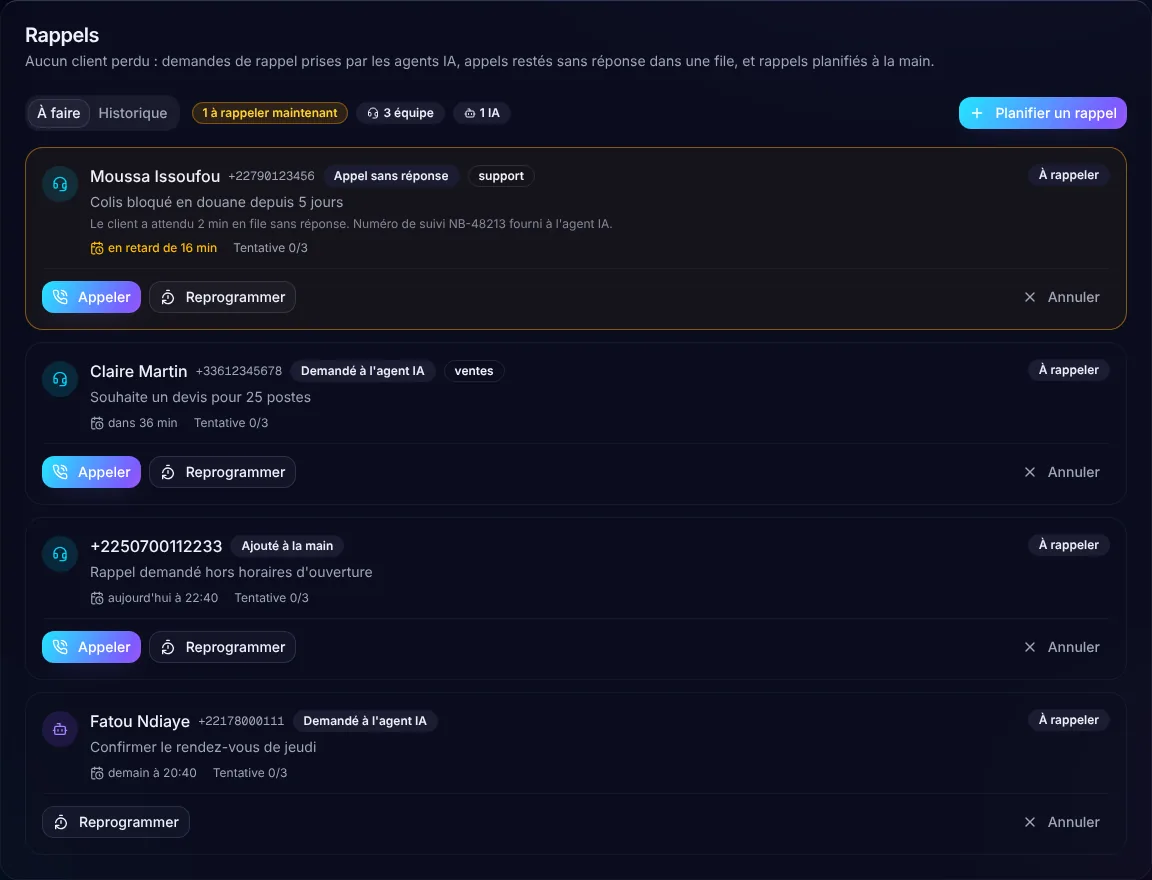 Rappels
Aucun client perdu : demandes de rappel prises par les agents IA, appels restés sans réponse dans une file, et rappels planifiés à la main.
À faire Historique 1 à rappeler maintenant 3 équipe 1 IA + Planifier un rappel
Moussa Issoufou +22790123456 Appel sans réponse support À rappeler
Colis bloqué en douane depuis 5 jours
Le client a attendu 2 min en file sans réponse. Numéro de suivi NB-48213 fourni à l'agent IA.
en retard de 16 min Tentative 0/3
Appeler Reprogrammer Annuler
Claire Martin +33612345678 Demandé à l'agent IA ventes À rappeler
Souhaite un devis pour 25 postes
dans 36 min Tentative 0/3
Appeler Reprogrammer Annuler
+2250700112233 Ajouté à la main À rappeler
Rappel demandé hors horaires d'ouverture
aujourd'hui à 22:40 Tentative 0/3
Appeler Reprogrammer Annuler
Fatou Ndiaye +22178000111 Demandé à l'agent IA À rappeler
Confirmer le rendez-vous de jeudi
demain à 20:40 Tentative 0/3
Reprogrammer Annuler